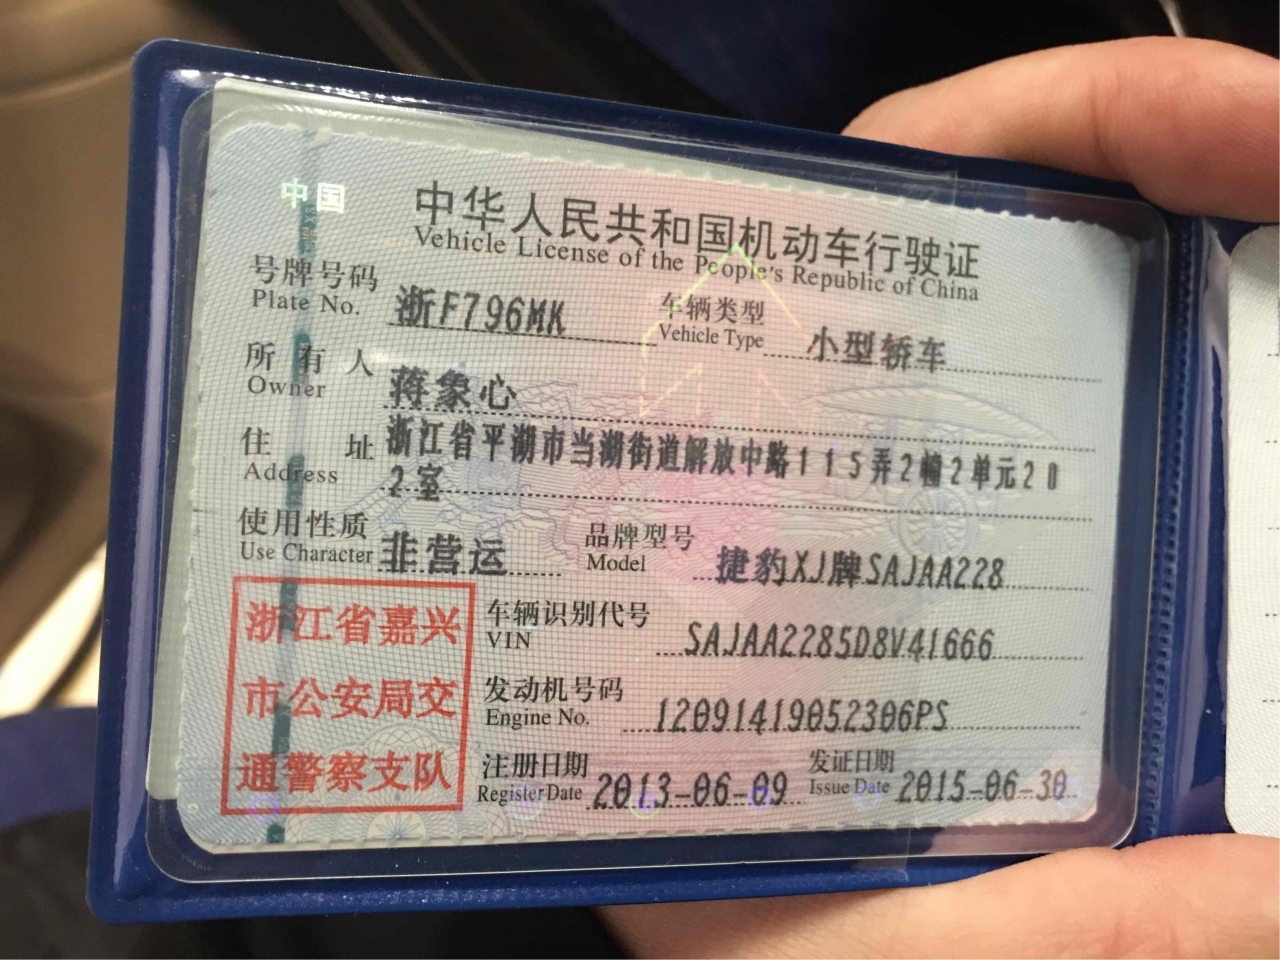 中国
中华人民共和国机动车行驶证
Vehicle License of the People's Republic of China
号牌号码 浙F796MK 车辆类型 小型轿车
Plate No. Vehicle Type
所有人 蒋象心
Owner
住址 浙江省平湖市当湖街道解放中路115弄2幢2单元20
Address 2室
使用性质 非营运 品牌型号 捷豹XJ牌SAJAA228
Use Character Model
浙江省嘉兴
市公安局交
通警察支队
车辆识别代号 SAJAA2285D8V41666
VIN
发动机号码 12091419052306PS
Engine No.
注册日期 2013-06-09 发证日期 2015-06-30
Register Date Issue Date